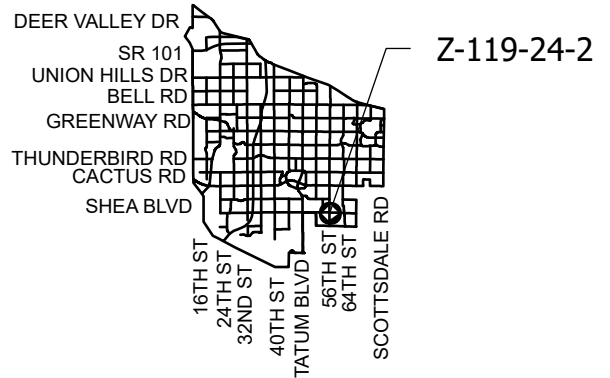 DEER VALLEY DR
SR 101
UNION HILLS DR
BELL RD
GREENWAY RD
THUNDERBIRD RD
CACTUS RD
SHEA BLVD
Z-119-24-2
16TH ST
24TH ST
32ND ST
40TH ST
TATUM BLVD
56TH ST
64TH ST
SCOTTSDALE RD